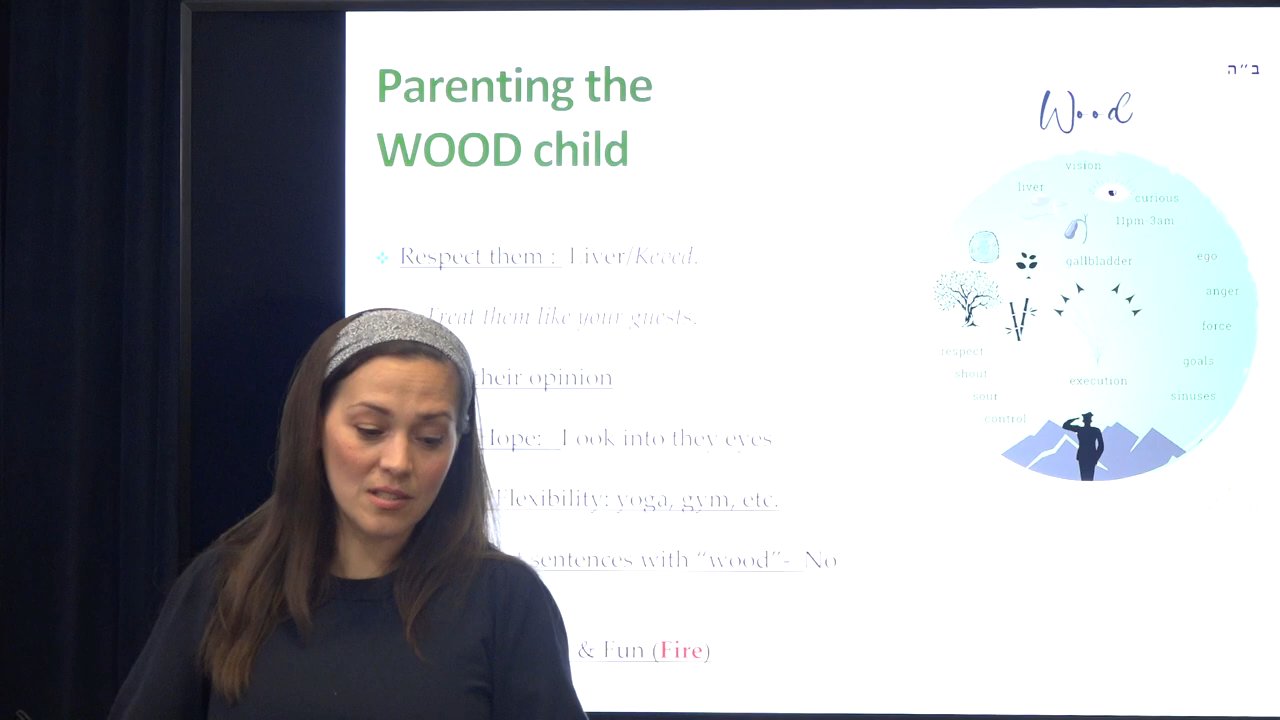 Parenting the
WOOD child
Respect them : Liver/Keved.
Treat them like your guests.
their opinion
Hope: Look into they eyes
Flexibility: yoga, gym, etc.
sentences with “wood”- No
& Fun (Fire)
ב״ה
Wood
vision
liver
curious
11pm-3am
gallbladder
ego
anger
force
respect
goals
shout
execution
sour
sinuses
control